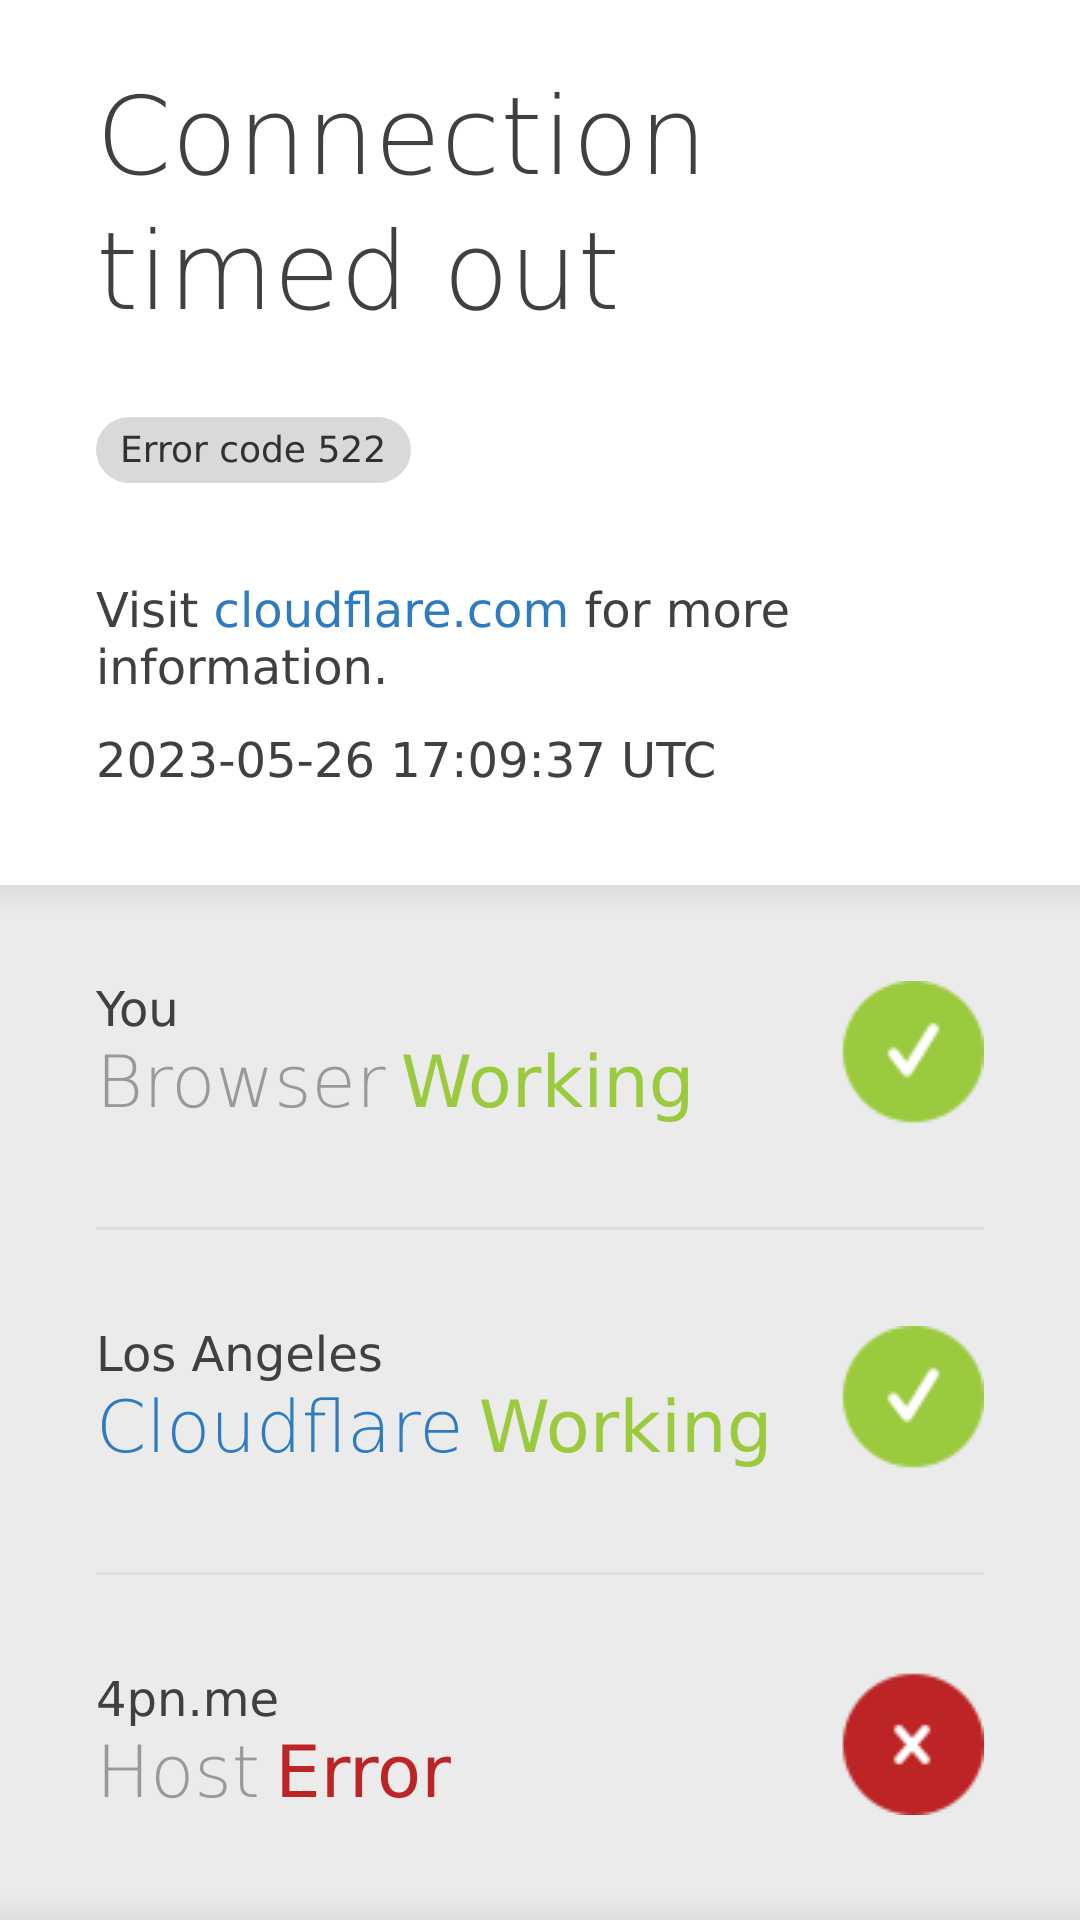 Connection
timed out
Error code 522
Visit cloudflare.com for more
information.
2023-05-26 17:09:37 UTC
You
Browser Working
Los Angeles
Cloudflare Working
4pn.me
Host Error